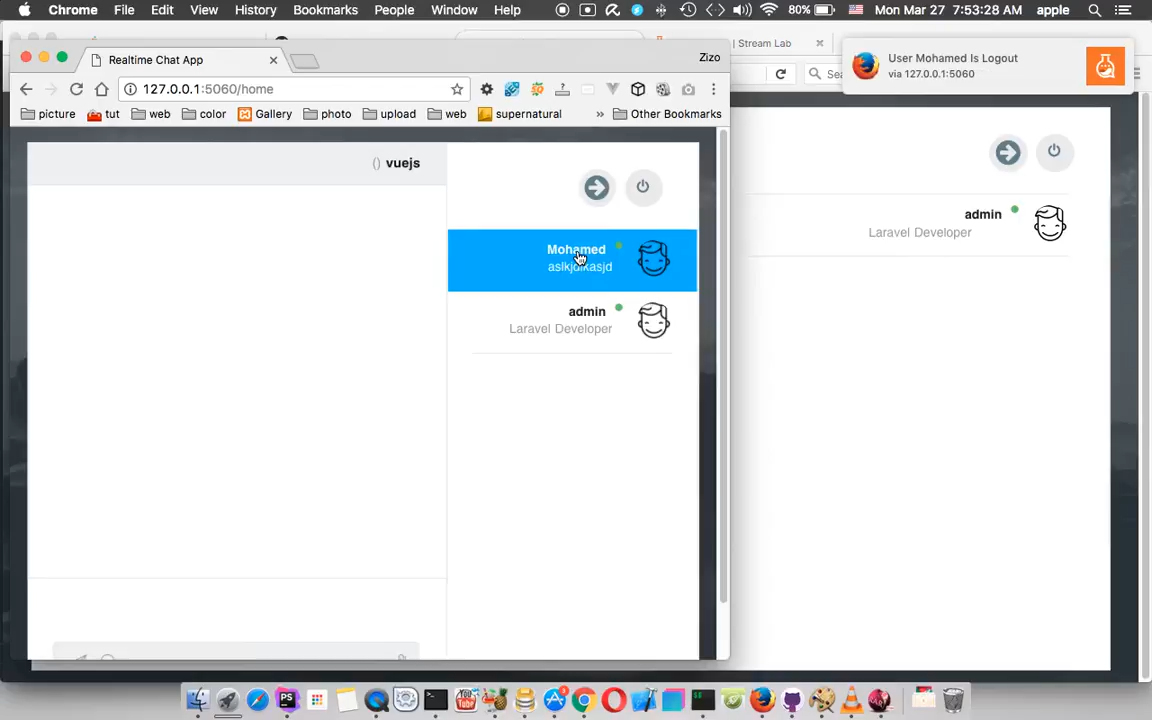 Chrome File Edit View History Bookmarks People Window Help 80% Mon Mar 27 7:53:28 AM apple
Realtime Chat App
Zizo
Stream Lab
User Mohamed Is Logout
via 127.0.0.1:5060
127.0.0.1:5060/home
picture tut web color Gallery photo upload web supernatural » Other Bookmarks
() vuejs
Mohamed
aslkjdlkasjd
admin
Laravel Developer
admin
Laravel Developer